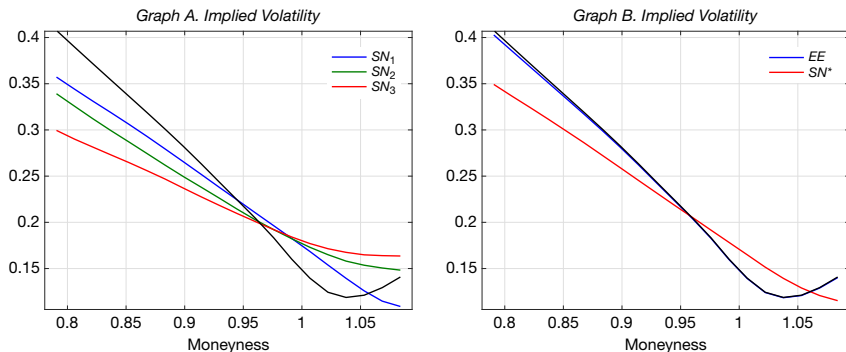 Graph A. Implied Volatility
0.4
0.35
0.3
0.25
0.2
0.15
SN₁
SN₂
SN₃
0.8 0.85 0.9 0.95 1 1.05
Moneyness
Graph B. Implied Volatility
0.4
0.35
0.3
0.25
0.2
0.15
EE
SN*
0.8 0.85 0.9 0.95 1 1.05
Moneyness